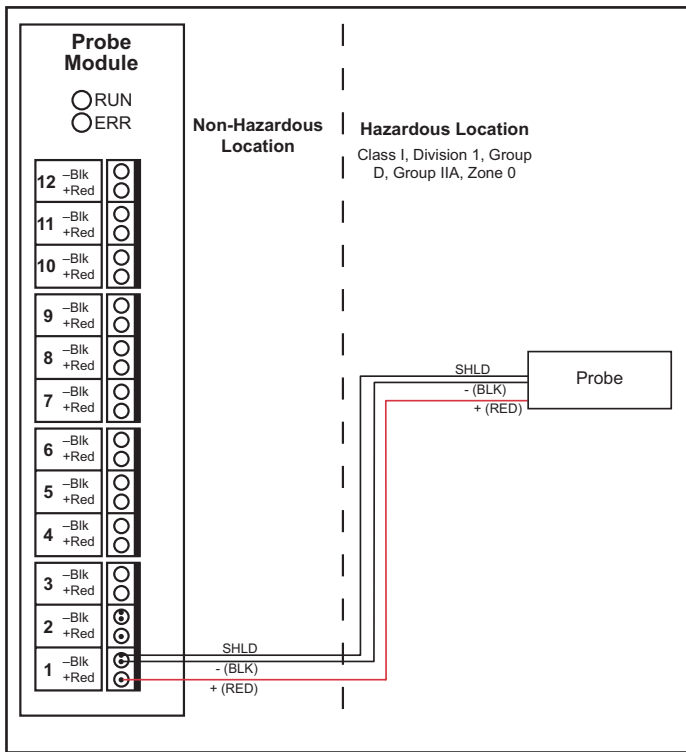 Probe
Module
RUN
ERR
Non-Hazardous
Location
Hazardous Location
Class I, Division 1, Group
D, Group IIA, Zone 0
12 –Blk
+Red
11 –Blk
+Red
10 –Blk
+Red
9 –Blk
+Red
8 –Blk
+Red
7 –Blk
+Red
6 –Blk
+Red
5 –Blk
+Red
4 –Blk
+Red
3 –Blk
+Red
2 –Blk
+Red
1 –Blk
+Red
SHLD
- (BLK)
+ (RED)
Probe
SHLD
- (BLK)
+ (RED)